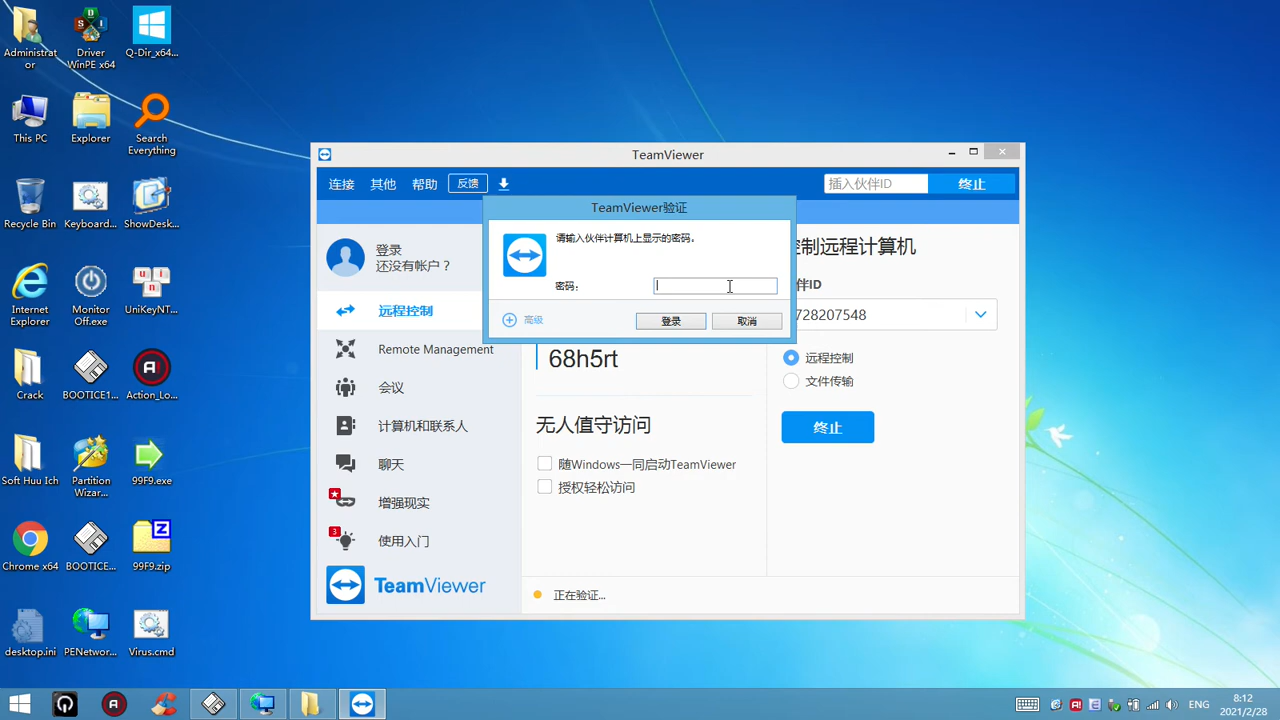 Administrat
or
Driver
WinPE x64
Q-Dir_x64...
This PC
Explorer
Search
Everything
Recycle Bin
Keyboard...
ShowDesk...
Internet
Explorer
Monitor
Off.exe
UniKeyNT...
Crack
BOOTICE1...
Action_Lo...
Soft Huu Ich
Partition
Wizar...
99F9.exe
Chrome x64
BOOTICE...
99F9.zip
desktop.ini
PENetwor...
Virus.cmd
TeamViewer
连接 其他 帮助 反馈
插入伙伴ID 终止
登录
还没有帐户？
远程控制
Remote Management
会议
计算机和联系人
聊天
增强现实
使用入门
TeamViewer
TeamViewer验证
请输入伙伴计算机上显示的密码。
密码：
高级
登录
取消
68h5rt
无人值守访问
随Windows一同启动TeamViewer
授权轻松访问
正在验证...
制远程计算机
伴ID
728207548
远程控制
文件传输
终止
ENG
8:12
2021/2/28